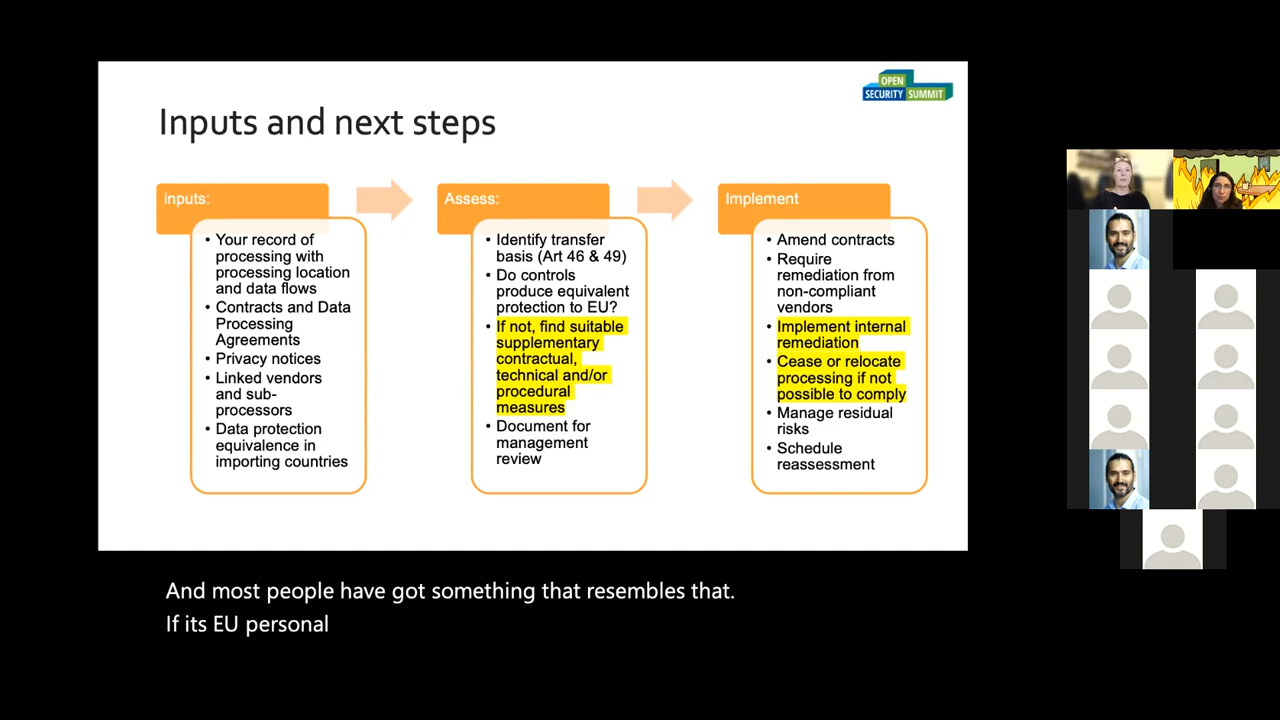 OPEN
SECURITY SUMMIT
Inputs and next steps
inputs:
• Your record of
processing with
processing location
and data flows
• Contracts and Data
Processing
Agreements
• Privacy notices
• Linked vendors
and sub-
processors
• Data protection
equivalence in
importing countries
Assess:
• Identify transfer
basis (Art 46 & 49)
• Do controls
produce equivalent
protection to EU?
• If not, find suitable
supplementary
contractual,
technical and/or
procedural
measures
• Document for
management
review
Implement
• Amend contracts
• Require
remediation from
non-compliant
vendors
• Implement internal
remediation
• Cease or relocate
processing if not
possible to comply
• Manage residual
risks
• Schedule
reassessment
And most people have got something that resembles that.
If its EU personal